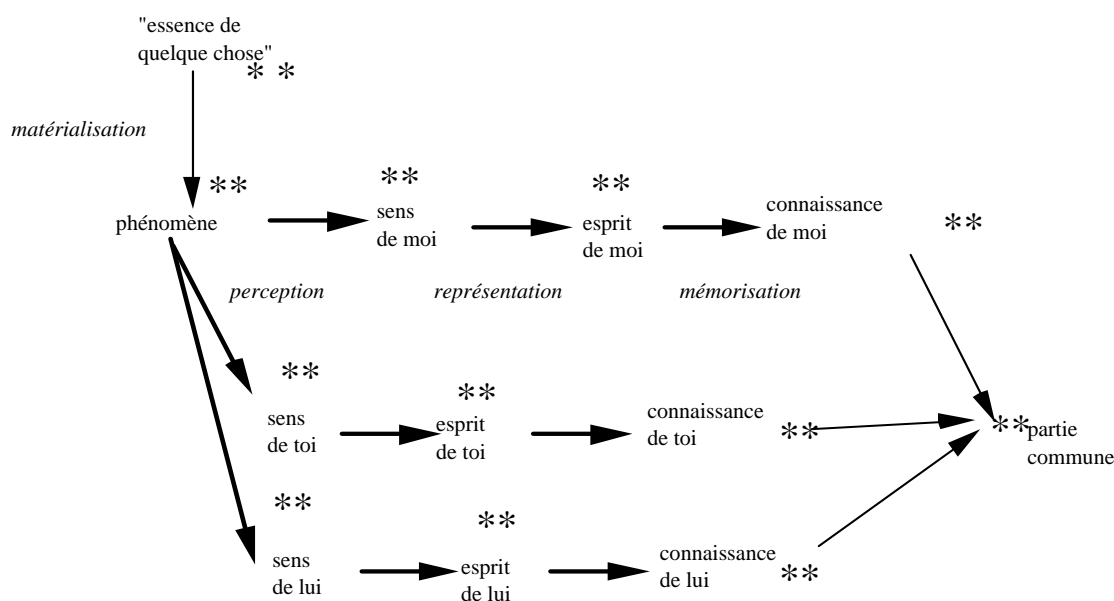 "essence de
quelque chose"
* *
matérialisation
**
**
**
phénomène
sens
de moi
esprit
de moi
connaissance
de moi
**
perception
représentation
mémorisation
**
**
sens
de toi
esprit
de toi
connaissance
de toi
**
**
partie
commune
**
**
sens
de lui
esprit
de lui
connaissance
de lui
**